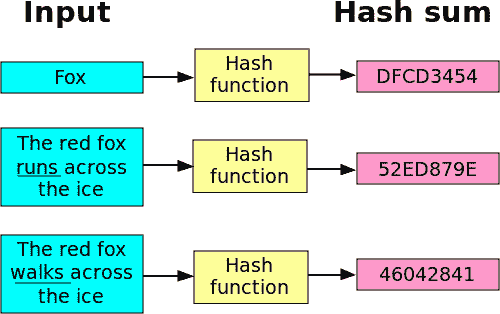 Input
Hash sum
Fox
Hash
function
DFCD3454
The red fox
runs across
the ice
Hash
function
52ED879E
The red fox
walks across
the ice
Hash
function
46042841